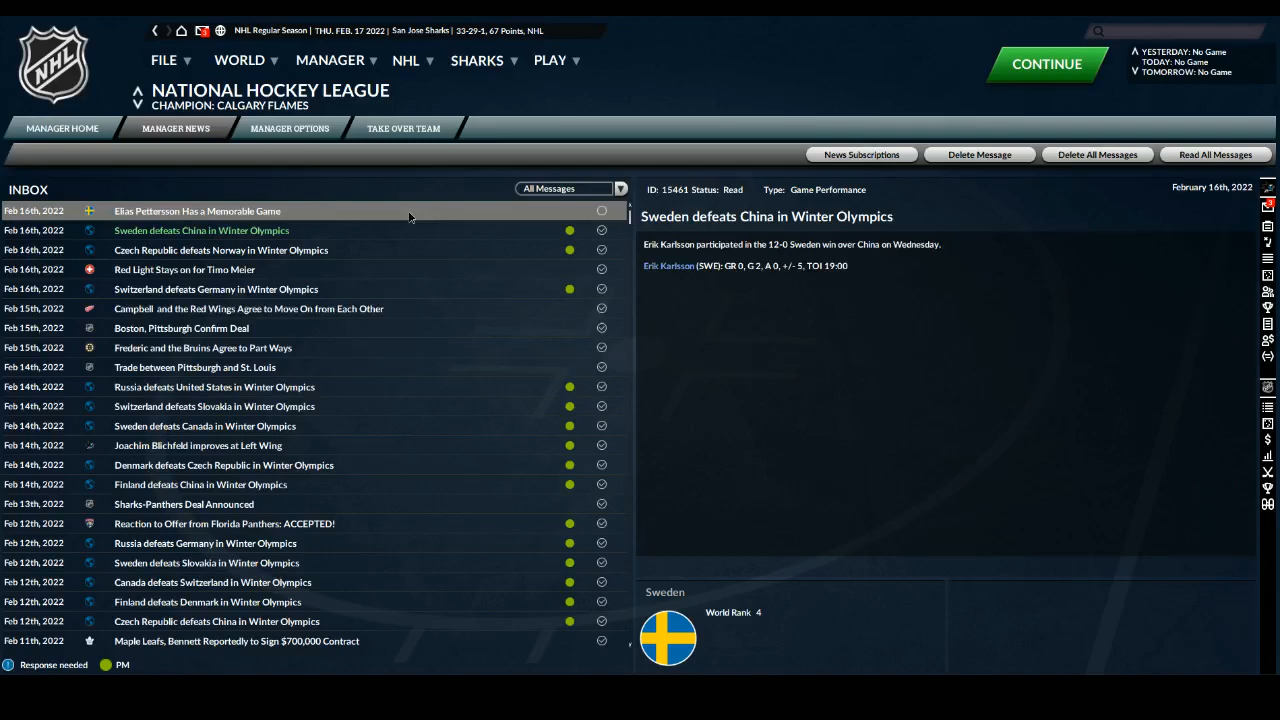 NHL Regular Season | THU. FEB. 17 2022 | San Jose Sharks | 33-29-1, 67 Points, NHL
NHL
FILE WORLD MANAGER NHL SHARKS PLAY
CONTINUE
YESTERDAY: No Game
TODAY: No Game
TOMORROW: No Game
NATIONAL HOCKEY LEAGUE
CHAMPION: CALGARY FLAMES
MANAGER HOME MANAGER NEWS MANAGER OPTIONS TAKE OVER TEAM
News Subscriptions Delete Message Delete All Messages Read All Messages
INBOX All Messages
Feb 16th, 2022 Elias Pettersson Has a Memorable Game
Feb 16th, 2022 Sweden defeats China in Winter Olympics
Feb 16th, 2022 Czech Republic defeats Norway in Winter Olympics
Feb 16th, 2022 Red Light Stays on for Timo Meier
Feb 16th, 2022 Switzerland defeats Germany in Winter Olympics
Feb 15th, 2022 Campbell and the Red Wings Agree to Move On from Each Other
Feb 15th, 2022 Boston, Pittsburgh Confirm Deal
Feb 15th, 2022 Frederic and the Bruins Agree to Part Ways
Feb 14th, 2022 Trade between Pittsburgh and St. Louis
Feb 14th, 2022 Russia defeats United States in Winter Olympics
Feb 14th, 2022 Switzerland defeats Slovakia in Winter Olympics
Feb 14th, 2022 Sweden defeats Canada in Winter Olympics
Feb 14th, 2022 Joachim Blichfeld improves at Left Wing
Feb 14th, 2022 Denmark defeats Czech Republic in Winter Olympics
Feb 14th, 2022 Finland defeats China in Winter Olympics
Feb 13th, 2022 Sharks-Panthers Deal Announced
Feb 12th, 2022 Reaction to Offer from Florida Panthers: ACCEPTED!
Feb 12th, 2022 Russia defeats Germany in Winter Olympics
Feb 12th, 2022 Sweden defeats Slovakia in Winter Olympics
Feb 12th, 2022 Canada defeats Switzerland in Winter Olympics
Feb 12th, 2022 Finland defeats Denmark in Winter Olympics
Feb 12th, 2022 Czech Republic defeats China in Winter Olympics
Feb 11th, 2022 Maple Leafs, Bennett Reportedly to Sign $700,000 Contract
Response needed PM
ID: 15461 Status: Read Type: Game Performance February 16th, 2022
Sweden defeats China in Winter Olympics
Erik Karlsson participated in the 12-0 Sweden win over China on Wednesday.
Erik Karlsson (SWE): GR 0, G 2, A 0, +/- 5, TOI 19:00
Sweden
World Rank 4